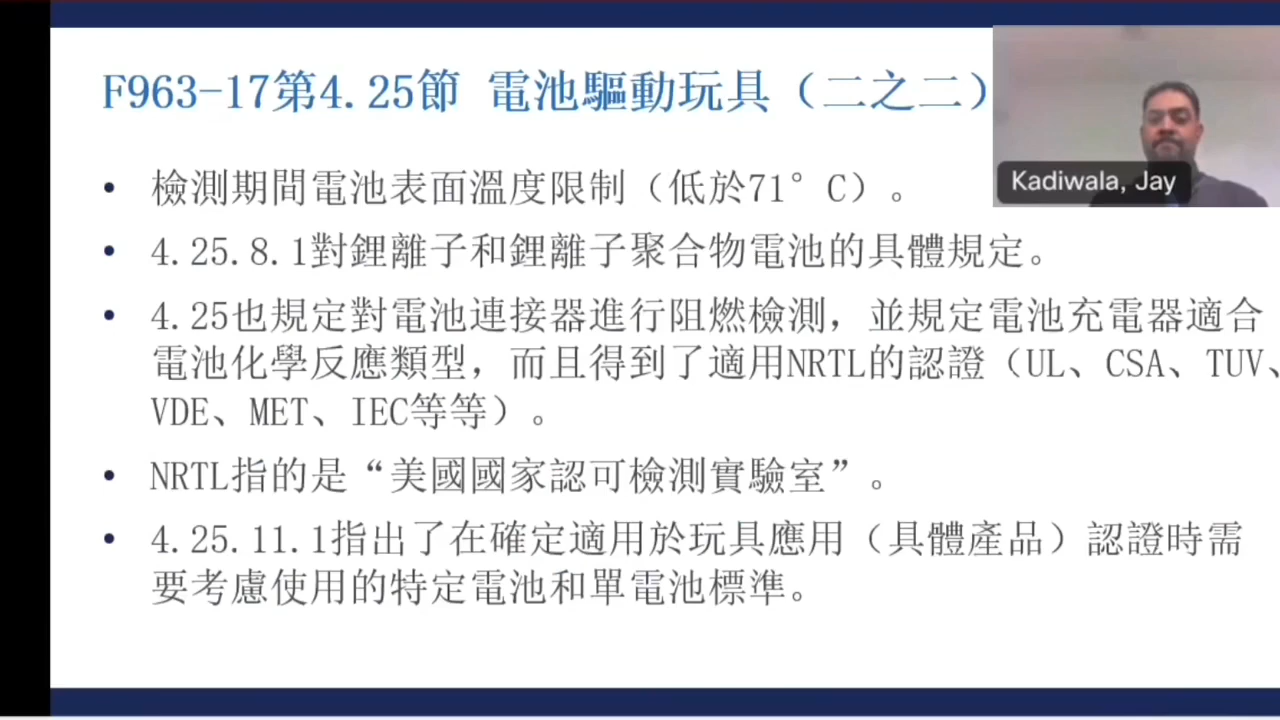 F963-17第4.25節 電池驅動玩具（二之二）
Kadiwala, Jay
• 檢測期間電池表面溫度限制（低於71°C）。
• 4.25.8.1對鋰離子和鋰離子聚合物電池的具體規定。
• 4.25也規定對電池連接器進行阻燃檢測，並規定電池充電器適合
電池化學反應類型，而且得到了適用NRTL的認證（UL、CSA、TUV、
VDE、MET、IEC等等）。
• NRTL指的是“美國國家認可檢測實驗室”。
• 4.25.11.1指出了在確定適用於玩具應用（具體產品）認證時需
要考慮使用的特定電池和單電池標準。